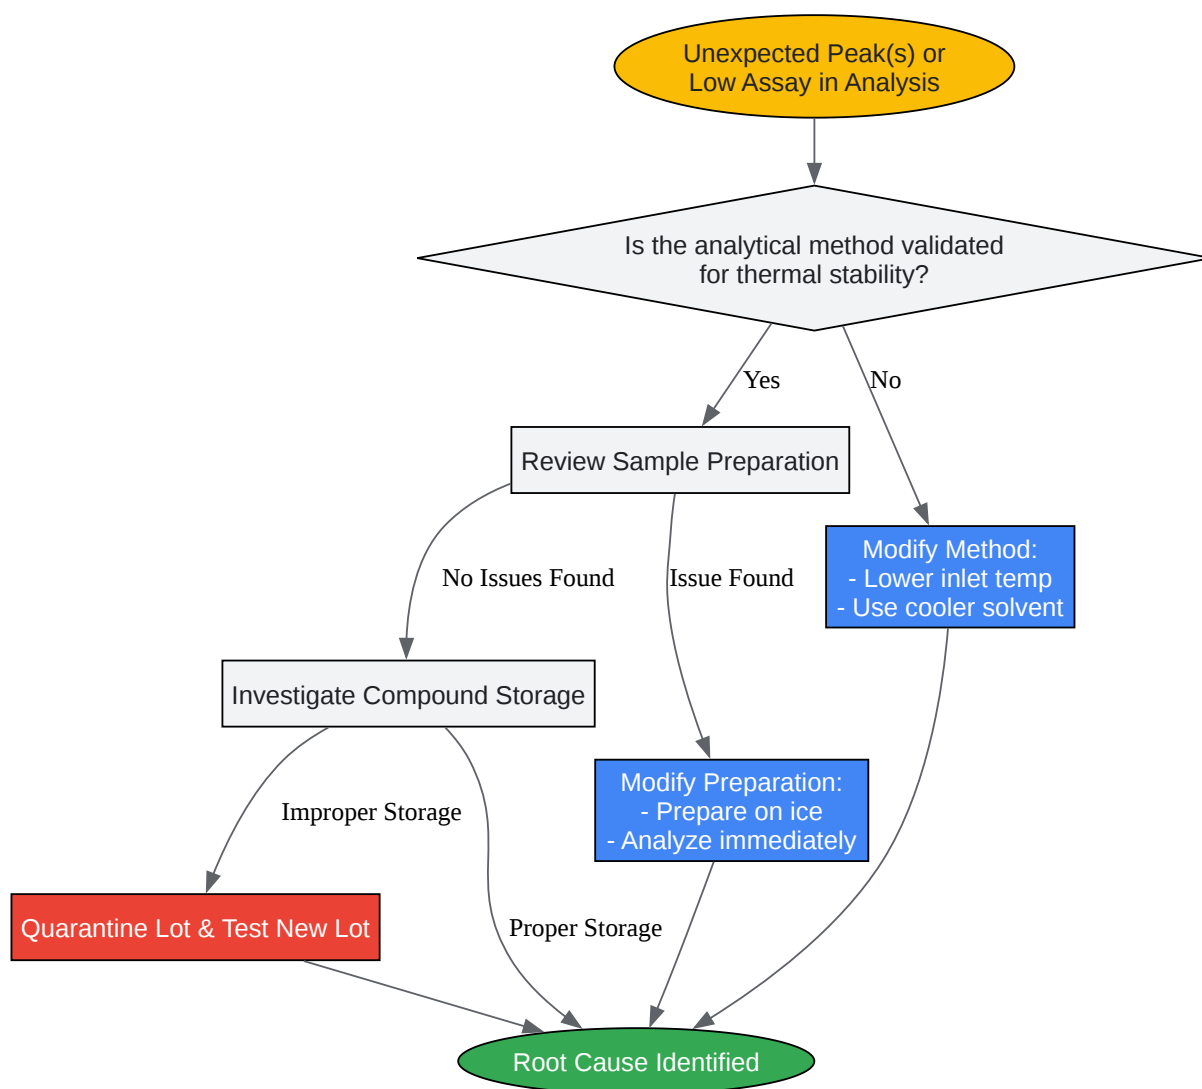 Unexpected Peak(s) or
Low Assay in Analysis
Is the analytical method validated
for thermal stability?
Yes
No
Review Sample Preparation
Modify Method:
- Lower inlet temp
- Use cooler solvent
No Issues Found
Issue Found
Investigate Compound Storage
Modify Preparation:
- Prepare on ice
- Analyze immediately
Improper Storage
Quarantine Lot & Test New Lot
Proper Storage
Root Cause Identified